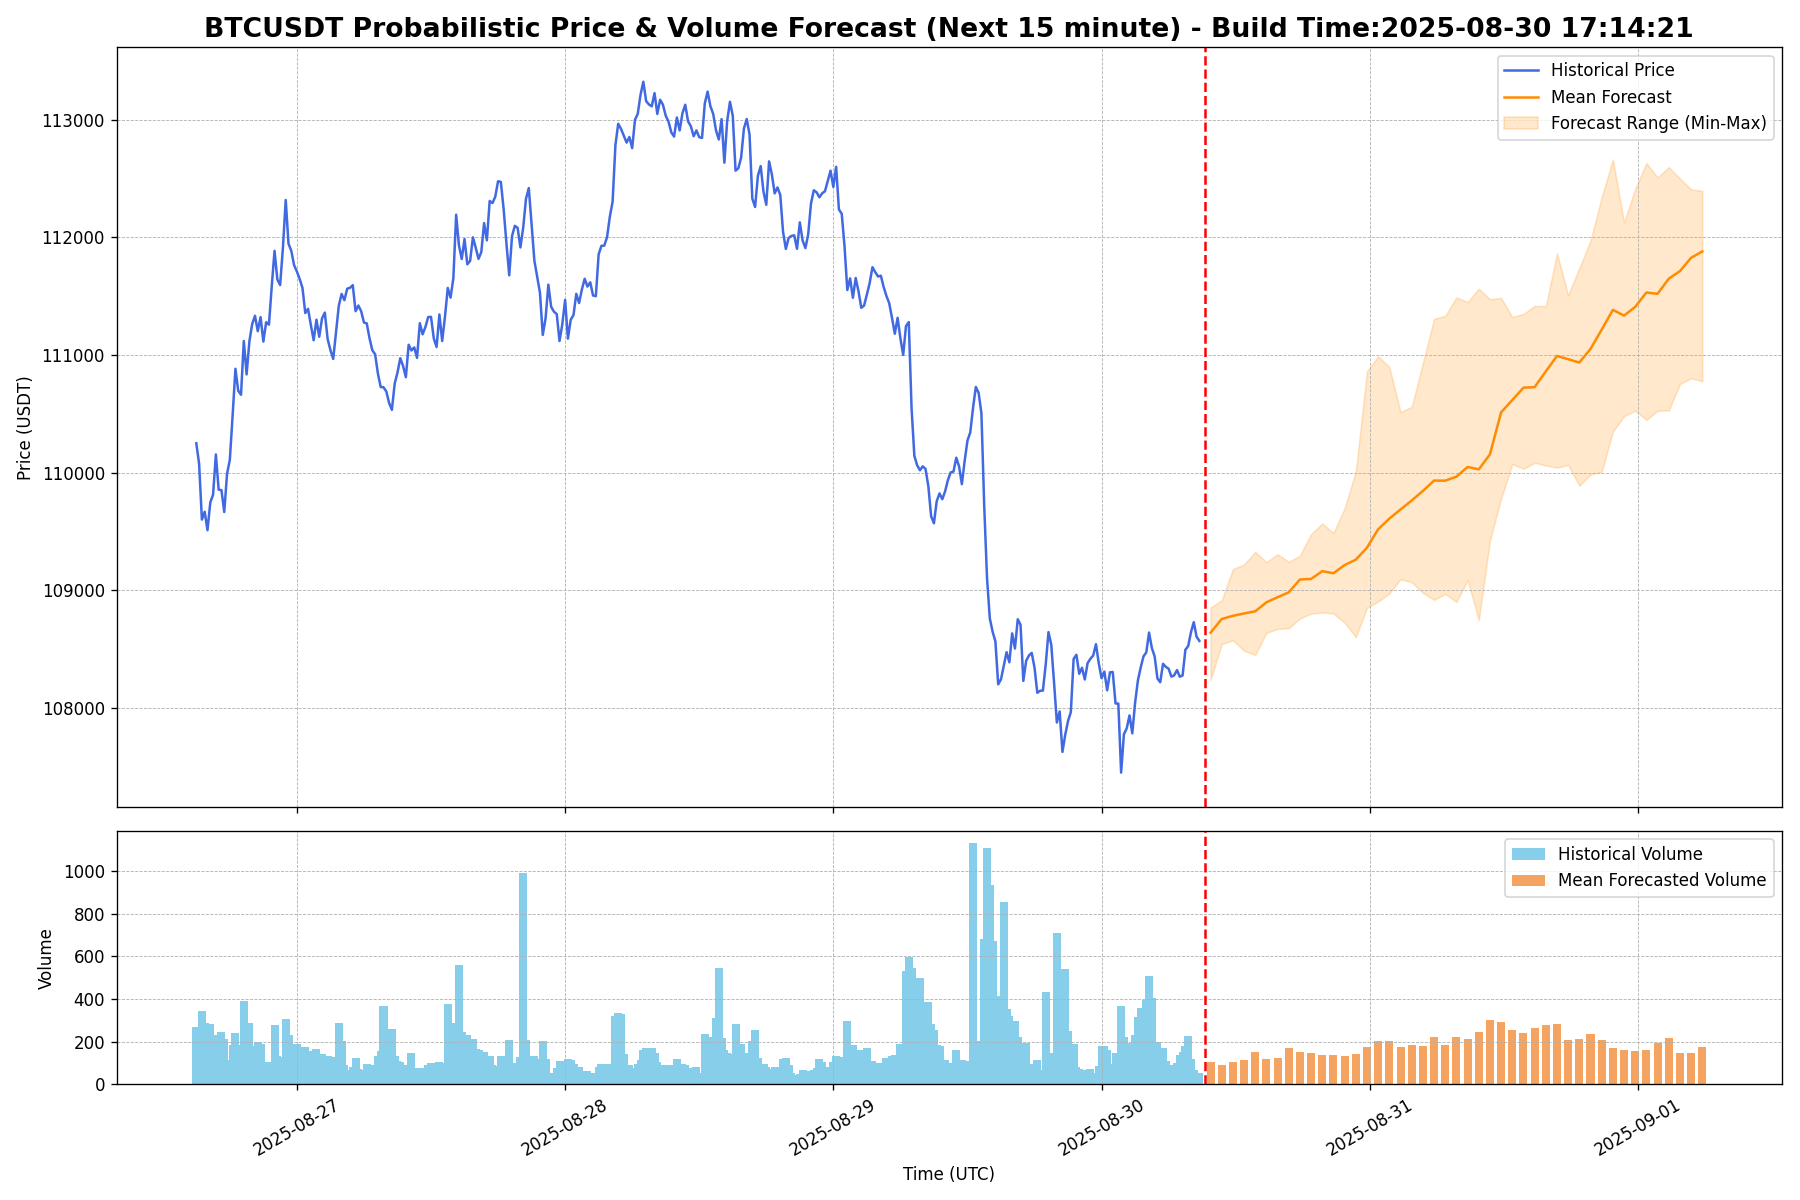 BTCUSDT Probabilistic Price & Volume Forecast (Next 15 minute) - Build Time:2025-08-30 17:14:21
Historical Price
Mean Forecast
Forecast Range (Min-Max)
Price (USDT)
113000
112000
111000
110000
109000
108000
Historical Volume
Mean Forecasted Volume
Volume
1000
800
600
400
200
0
2025-08-27
2025-08-28
2025-08-29
2025-08-30
2025-08-31
2025-09-01
Time (UTC)